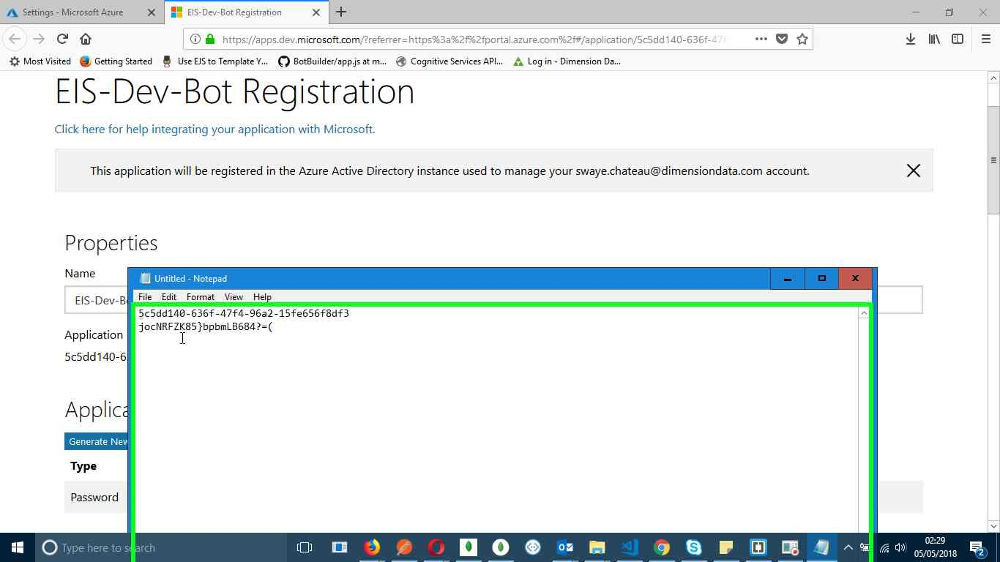 Settings - Microsoft Azure
EIS-Dev-Bot Registration
https://apps.dev.microsoft.com/?referrer=https%3a%2f%2fportal.azure.com%2f#/application/5c5dd140-636f-47
Most Visited
Getting Started
Use EJS to Template Y...
BotBuilder/app.js at m...
Cognitive Services API...
Log in - Dimension Da...
EIS-Dev-Bot Registration
Click here for help integrating your application with Microsoft.
This application will be registered in the Azure Active Directory instance used to manage your swaye.chateau@dimensiondata.com account.
Properties
Name
EIS-Dev-B
Application
5c5dd140-6
Applica
Generate New
Type
Password
Untitled - Notepad
File Edit Format View Help
5c5dd140-636f-47f4-96a2-15fe656f8df3
jocNRFZK85}bpbmLB684?=(
Type here to search
02:29
05/05/2018
2